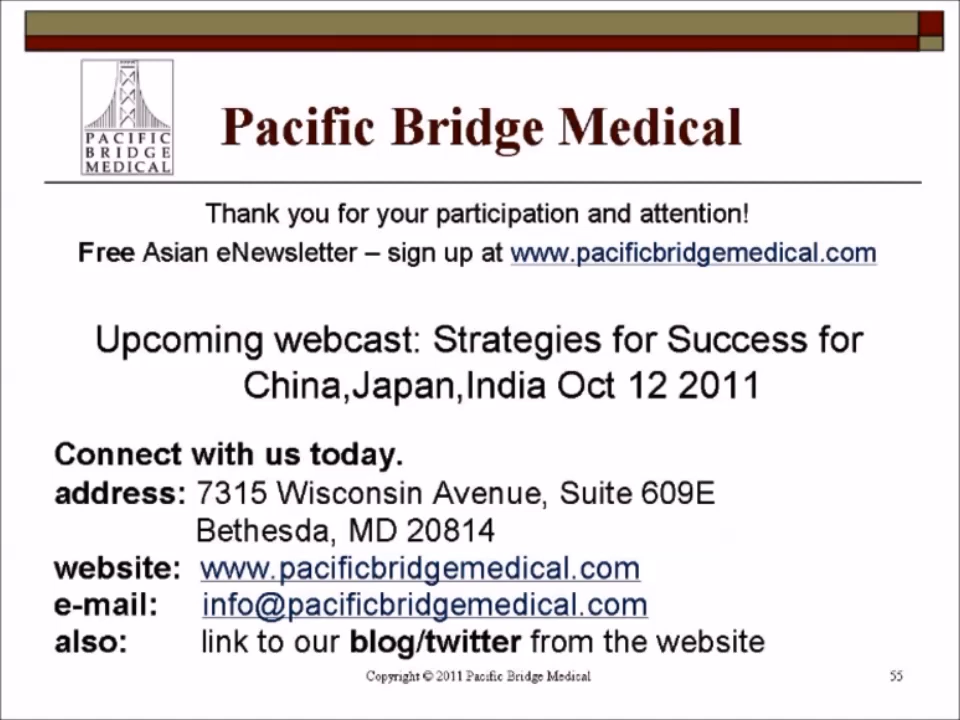 PACIFIC
BRIDGE
MEDICAL
Pacific Bridge Medical
Thank you for your participation and attention!
Free Asian eNewsletter – sign up at www.pacificbridgemedical.com
Upcoming webcast: Strategies for Success for
China,Japan,India Oct 12 2011
Connect with us today.
address: 7315 Wisconsin Avenue, Suite 609E
Bethesda, MD 20814
website: www.pacificbridgemedical.com
e-mail: info@pacificbridgemedical.com
also: link to our blog/twitter from the website
Copyright © 2011 Pacific Bridge Medical 55